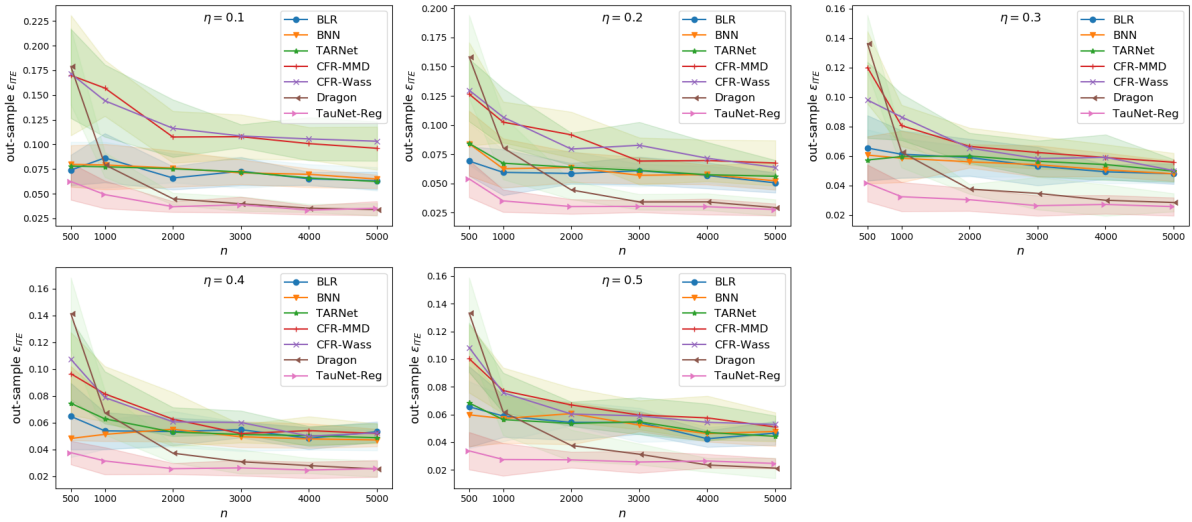 η = 0.1
out-sample ε_ITE
0.225
0.200
0.175
0.150
0.125
0.100
0.075
0.050
0.025
BLR
BNN
TARNet
CFR-MMD
CFR-Wass
Dragon
TauNet-Reg
500 1000 2000 3000 4000 5000
n
η = 0.2
out-sample ε_ITE
0.200
0.175
0.150
0.125
0.100
0.075
0.050
0.025
BLR
BNN
TARNet
CFR-MMD
CFR-Wass
Dragon
TauNet-Reg
500 1000 2000 3000 4000 5000
n
η = 0.3
out-sample ε_ITE
0.16
0.14
0.12
0.10
0.08
0.06
0.04
0.02
BLR
BNN
TARNet
CFR-MMD
CFR-Wass
Dragon
TauNet-Reg
500 1000 2000 3000 4000 5000
n
η = 0.4
out-sample ε_ITE
0.16
0.14
0.12
0.10
0.08
0.06
0.04
0.02
BLR
BNN
TARNet
CFR-MMD
CFR-Wass
Dragon
TauNet-Reg
500 1000 2000 3000 4000 5000
n
η = 0.5
out-sample ε_ITE
0.16
0.14
0.12
0.10
0.08
0.06
0.04
0.02
BLR
BNN
TARNet
CFR-MMD
CFR-Wass
Dragon
TauNet-Reg
500 1000 2000 3000 4000 5000
n